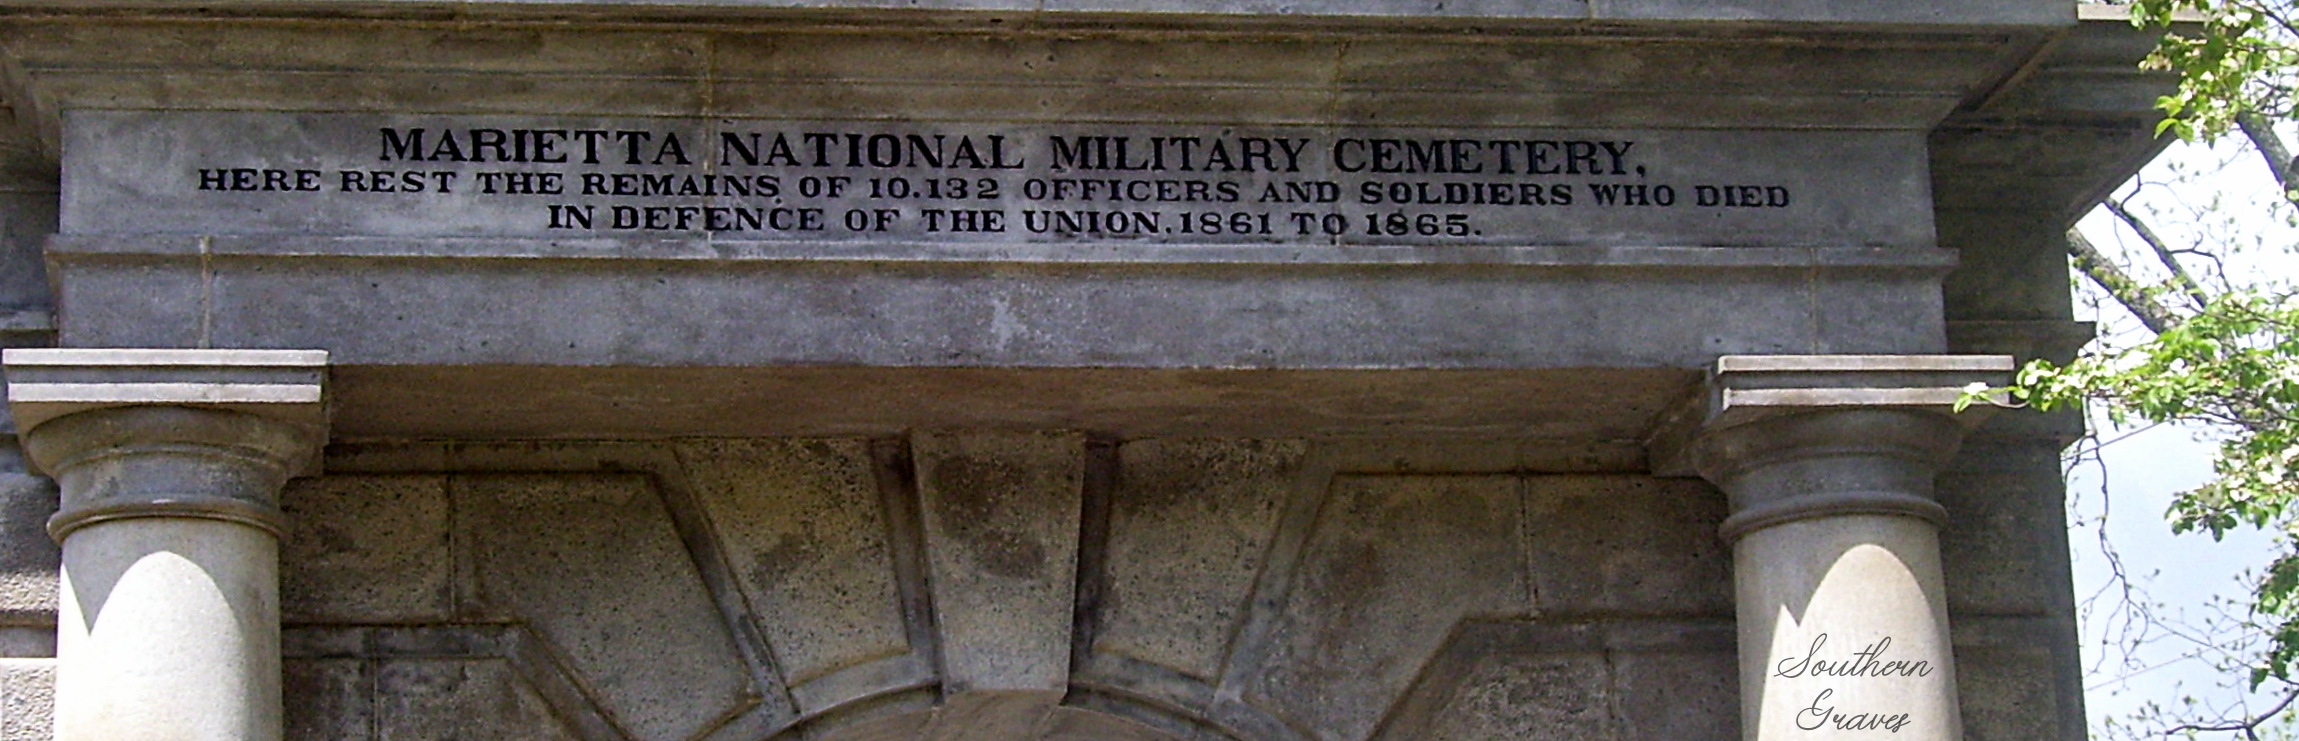 MARIETTA NATIONAL MILITARY CEMETERY,
HERE REST THE REMAINS OF 10.132 OFFICERS AND SOLDIERS WHO DIED
IN DEFENCE OF THE UNION. 1861 TO 1865.
Southern
Graves